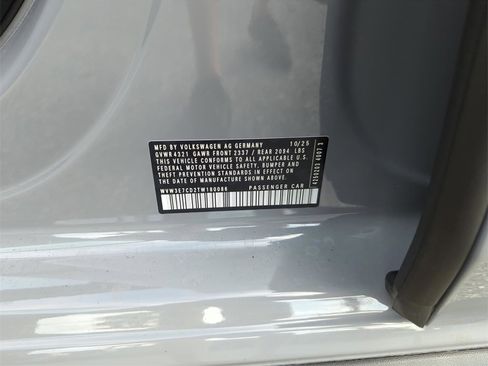 MFD BY VOLKSWAGEN AG GERMANY 10/25
GVWR 4321 GAWR FRONT 2337 / REAR 2094 LBS
THIS VEHICLE CONFORMS TO ALL APPLICABLE U.S.
FEDERAL MOTOR VEHICLE SAFETY, BUMPER AND
THEFT PREVENTION STANDARDS IN EFFECT ON
THE DATE OF MANUFACTURE SHOWN ABOVE.
WVW3E7CD2TW180086 PASSENGER CAR